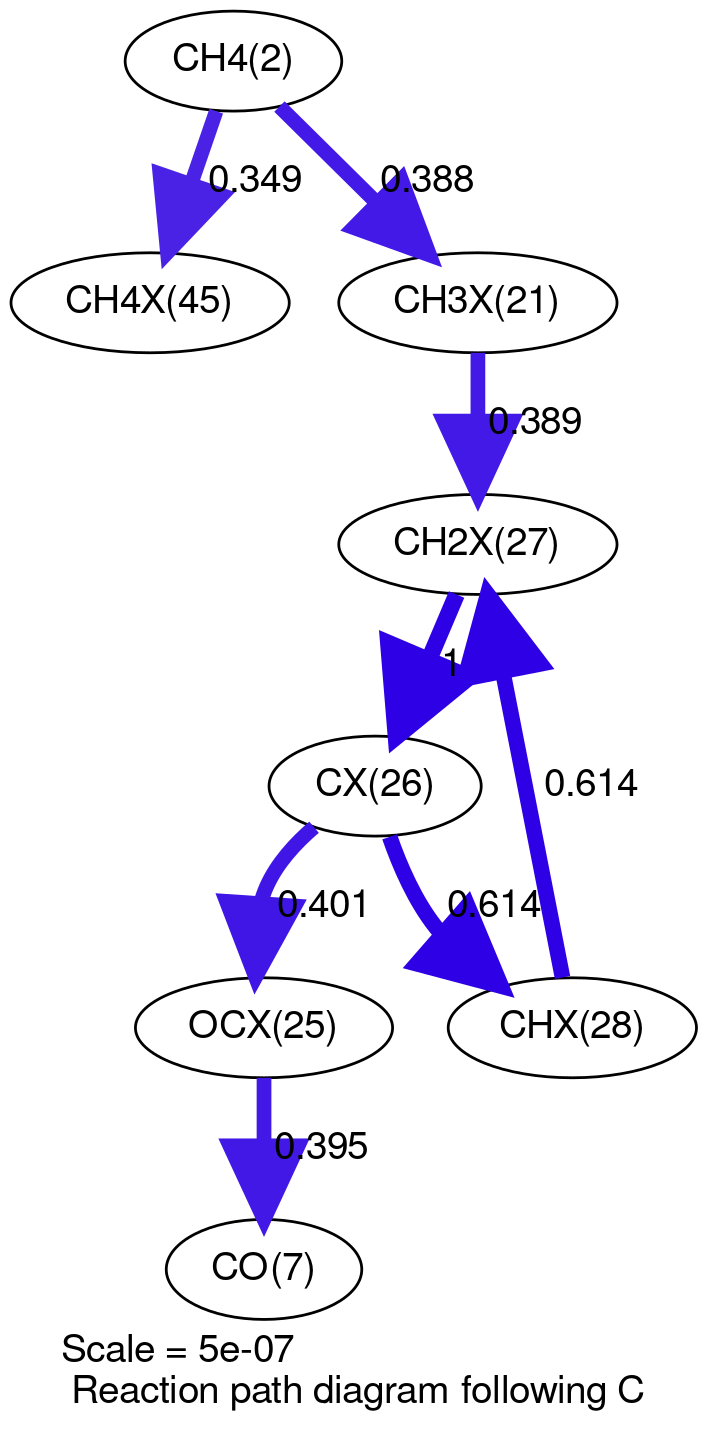 CH4(2)
0.349
0.388
CH4X(45)
CH3X(21)
0.389
CH2X(27)
1
CX(26)
0.614
0.401
0.614
OCX(25)
CHX(28)
0.395
CO(7)
Scale = 5e-07
Reaction path diagram following C